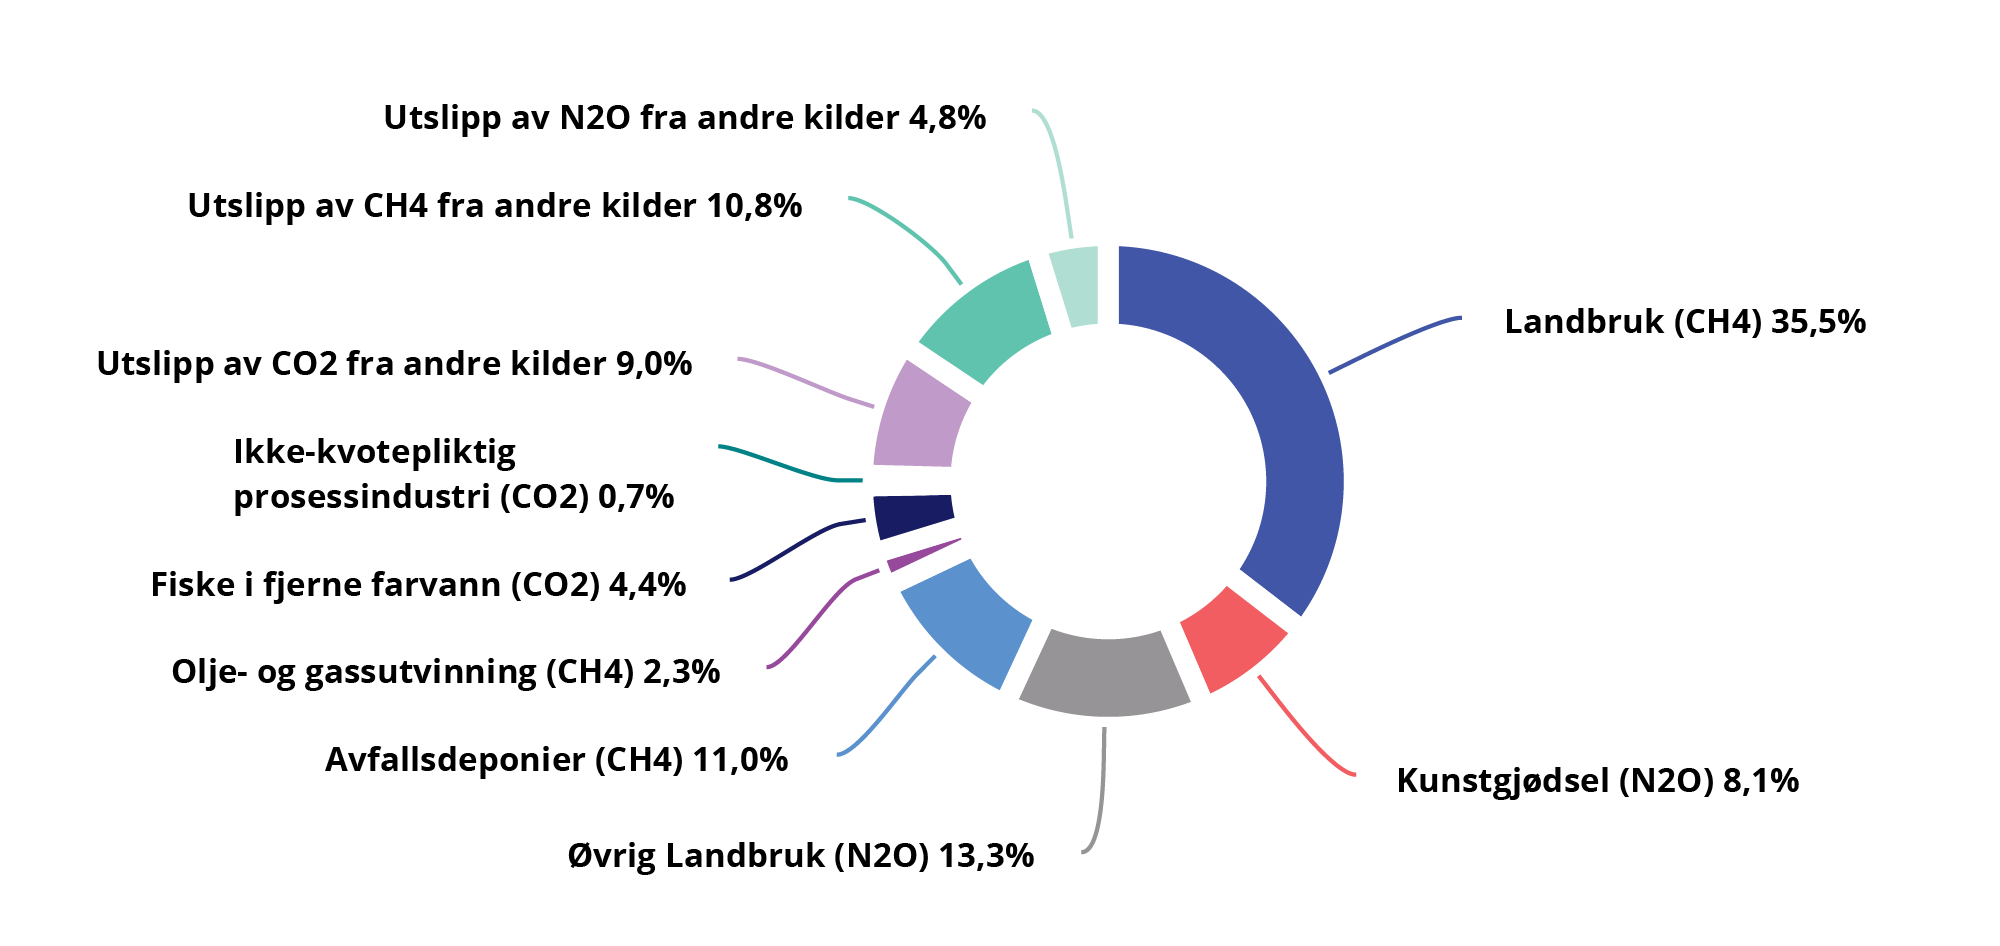 Utslipp av N2O fra andre kilder 4,8%
Utslipp av CH4 fra andre kilder 10,8%
Landbruk (CH4) 35,5%
Utslipp av CO2 fra andre kilder 9,0%
Ikke-kvotepliktig
prosessindustri (CO2) 0,7%
Fiske i fjerne farvann (CO2) 4,4%
Olje- og gassutvinning (CH4) 2,3%
Avfallsdeponier (CH4) 11,0%
Kunstgjødsel (N2O) 8,1%
Øvrig Landbruk (N2O) 13,3%